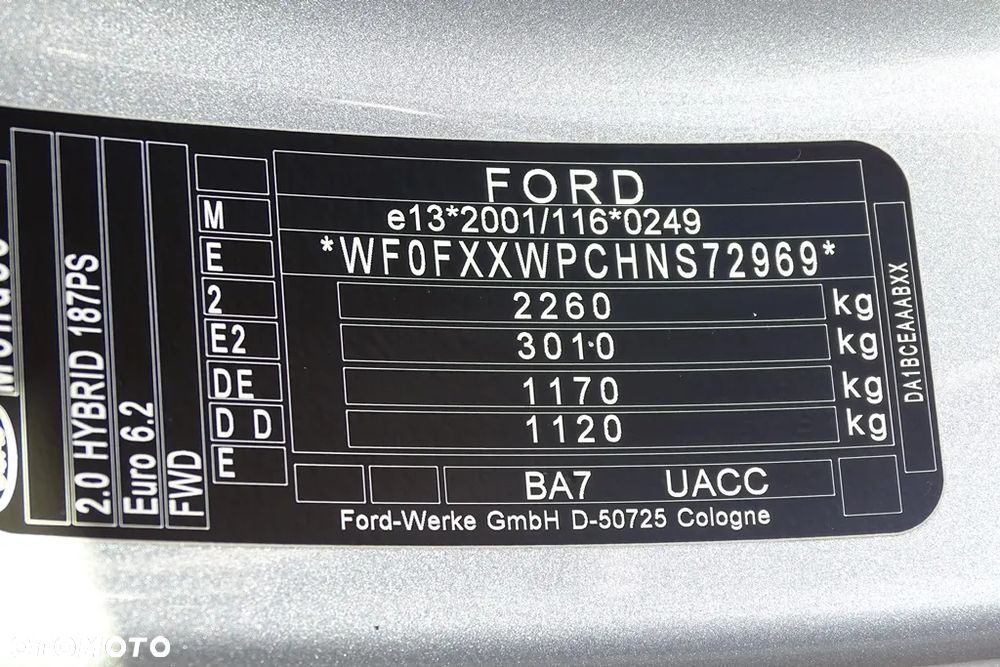 FORD
M e13*2001/116*0249
E *WF0FXXWPCHNS72969*
2 2260 kg
E2 3010 kg
DE 1170 kg
D D 1120 kg
E
BA7 UACC
Ford-Werke GmbH D-50725 Cologne
DA1BCEAAABXX
2.0 HYBRID 187PS
Euro 6.2
FWD
OTOMOTO